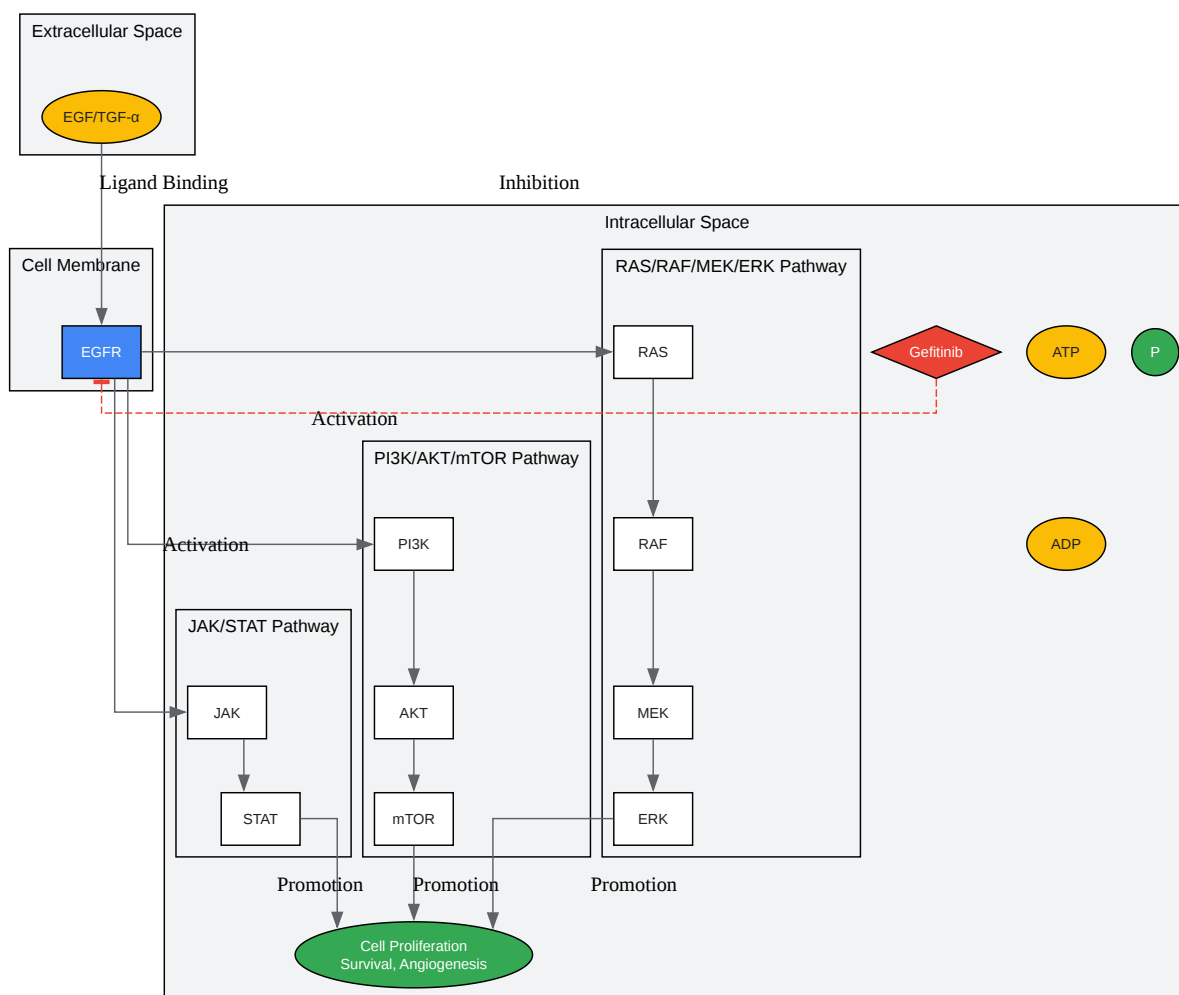 Extracellular Space
EGF/TGF-α
Ligand Binding
Inhibition
Intracellular Space
Cell Membrane
RAS/RAF/MEK/ERK Pathway
EGFR
RAS
Gefitinib
ATP
P
Activation
PI3K/AKT/mTOR Pathway
Activation
PI3K
RAF
ADP
JAK/STAT Pathway
JAK
AKT
MEK
STAT
mTOR
ERK
Promotion
Promotion
Promotion
Cell Proliferation
Survival, Angiogenesis